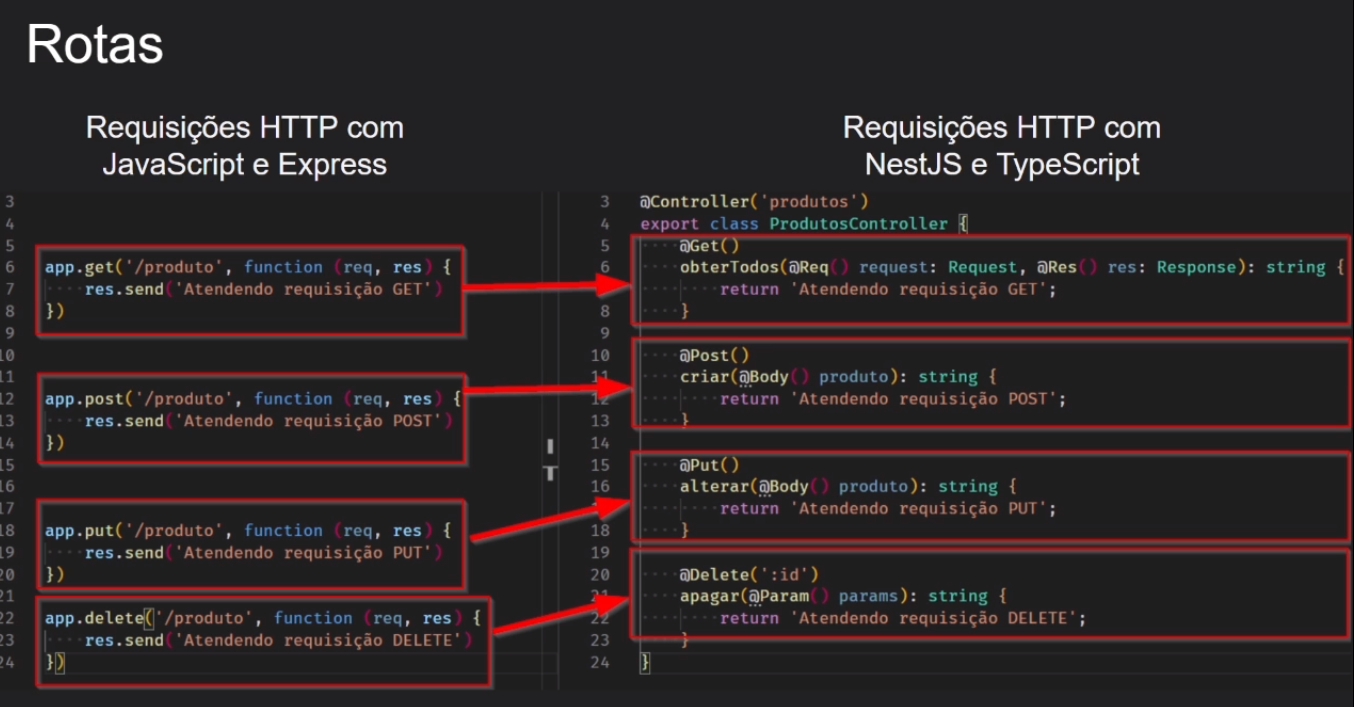 Rotas
Requisições HTTP com
JavaScript e Express
3
4
5
6 app.get('/produto', function (req, res) {
7 res.send('Atendendo requisição GET')
8 })
9
10
11
12 app.post('/produto', function (req, res) {
13 res.send('Atendendo requisição POST')
14 })
15
16
17
18 app.put('/produto', function (req, res) {
19 res.send('Atendendo requisição PUT')
20 })
21
22 app.delete('/produto', function (req, res) {
23 res.send('Atendendo requisição DELETE')
24 })
Requisições HTTP com
NestJS e TypeScript
3 @Controller('produtos')
4 export class ProdutosController {
5 @Get()
6 obterTodos(@Req() request: Request, @Res() res: Response): string {
7 return 'Atendendo requisição GET';
8 }
9
10 @Post()
11 criar(@Body() produto): string {
12 return 'Atendendo requisição POST';
13 }
14
15 @Put()
16 alterar(@Body() produto): string {
17 return 'Atendendo requisição PUT';
18 }
19
20 @Delete(':id')
21 apagar(@Param() params): string {
22 return 'Atendendo requisição DELETE';
23 }
24 }